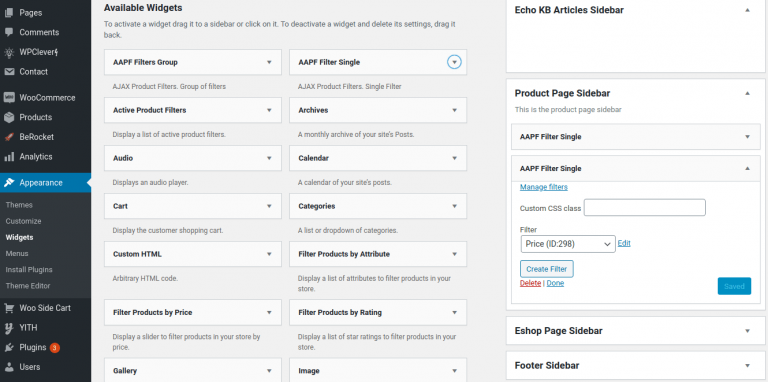 Pages
Comments
WPClever
Contact
WooCommerce
Products
BeRocket
Analytics
Appearance
Themes
Customize
Widgets
Menus
Install Plugins
Theme Editor
Woo Side Cart
YITH
Plugins 3
Users
Available Widgets
To activate a widget drag it to a sidebar or click on it. To deactivate a widget and delete its settings, drag it
back.
AAPF Filters Group
AJAX Product Filters. Group of filters
AAPF Filter Single
AJAX Product Filters. Single Filter
Active Product Filters
Display a list of active product filters.
Archives
A monthly archive of your site's Posts.
Audio
Displays an audio player.
Calendar
A calendar of your site's posts.
Cart
Display the customer shopping cart.
Categories
A list or dropdown of categories.
Custom HTML
Arbitrary HTML code.
Filter Products by Attribute
Display a list of attributes to filter products in your
store.
Filter Products by Price
Display a slider to filter products in your store by
price.
Filter Products by Rating
Display a list of star ratings to filter products in your
store.
Gallery
Image
Echo KB Articles Sidebar
Product Page Sidebar
This is the product page sidebar
AAPF Filter Single
AAPF Filter Single
Manage filters
Custom CSS class
Filter
Price (ID:298) Edit
Create Filter
Delete | Done
Saved
Eshop Page Sidebar
Footer Sidebar